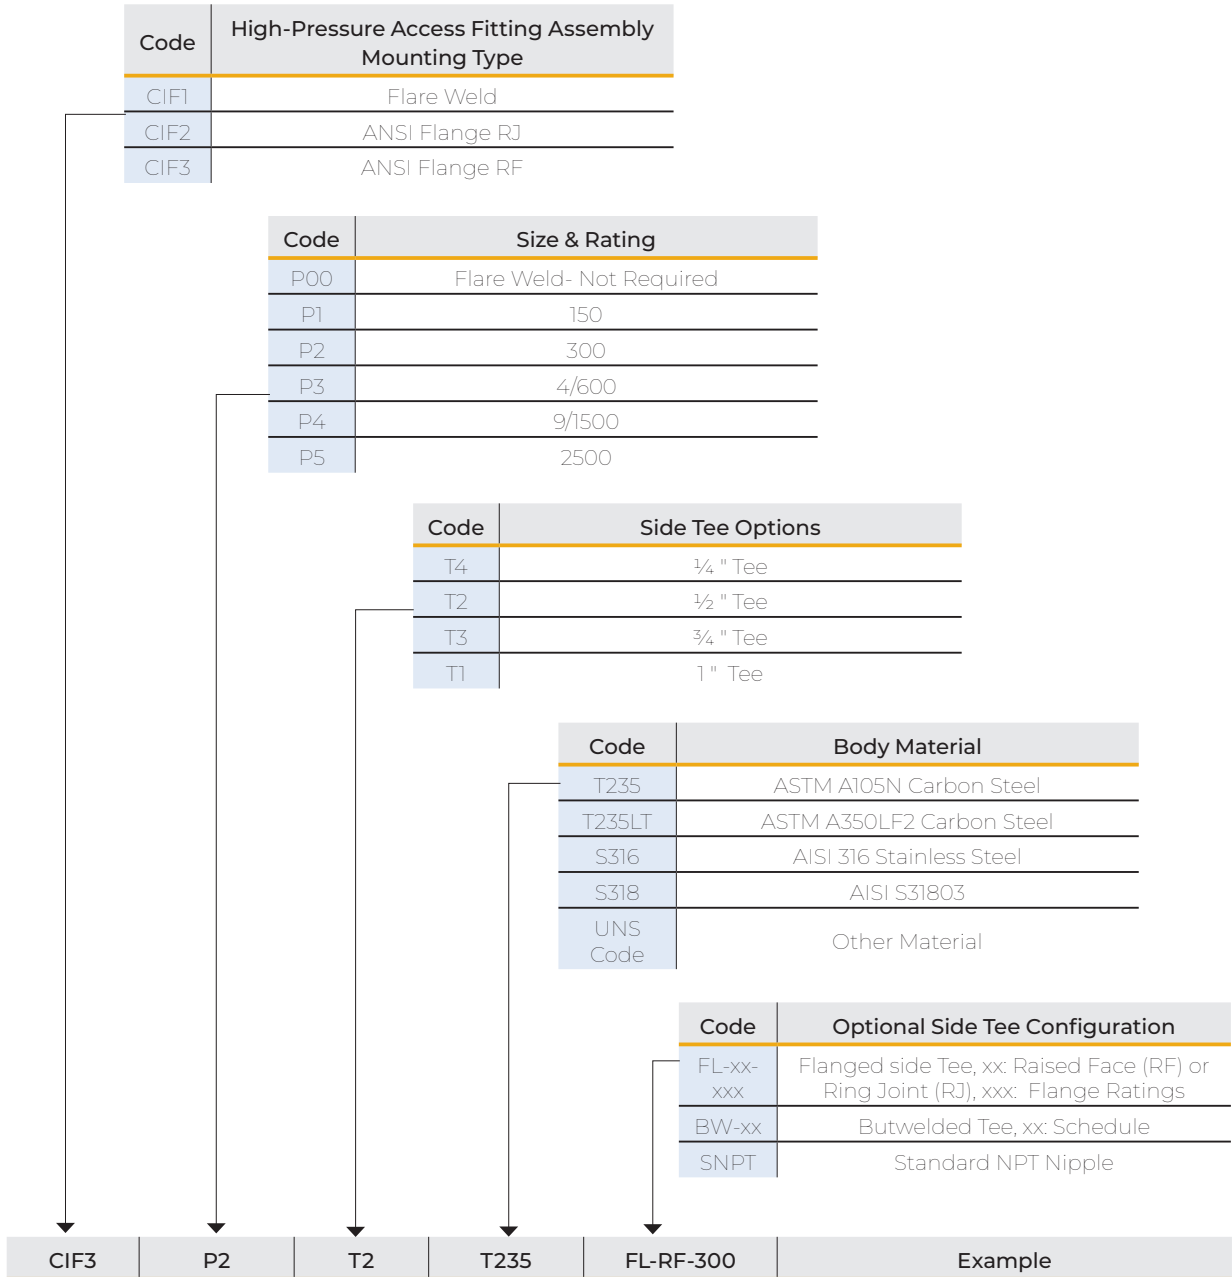 Code High-Pressure Access Fitting Assembly
Mounting Type
CIF1 Flare Weld
CIF2 ANSI Flange RJ
CIF3 ANSI Flange RF
Code Size & Rating
P00 Flare Weld- Not Required
P1 150
P2 300
P3 4/600
P4 9/1500
P5 2500
Code Side Tee Options
T4 ¼ " Tee
T2 ½ " Tee
T3 ¾ " Tee
T1 1 " Tee
Code Body Material
T235 ASTM A105N Carbon Steel
T235LT ASTM A350LF2 Carbon Steel
S316 AISI 316 Stainless Steel
S318 AISI S31803
UNS
Code Other Material
Code Optional Side Tee Configuration
FL-xx- Flanged side Tee, xx: Raised Face (RF) or
xxx Ring Joint (RJ), xxx: Flange Ratings
BW-xx Butwelded Tee, xx: Schedule
SNPT Standard NPT Nipple
CIF3 P2 T2 T235 FL-RF-300 Example